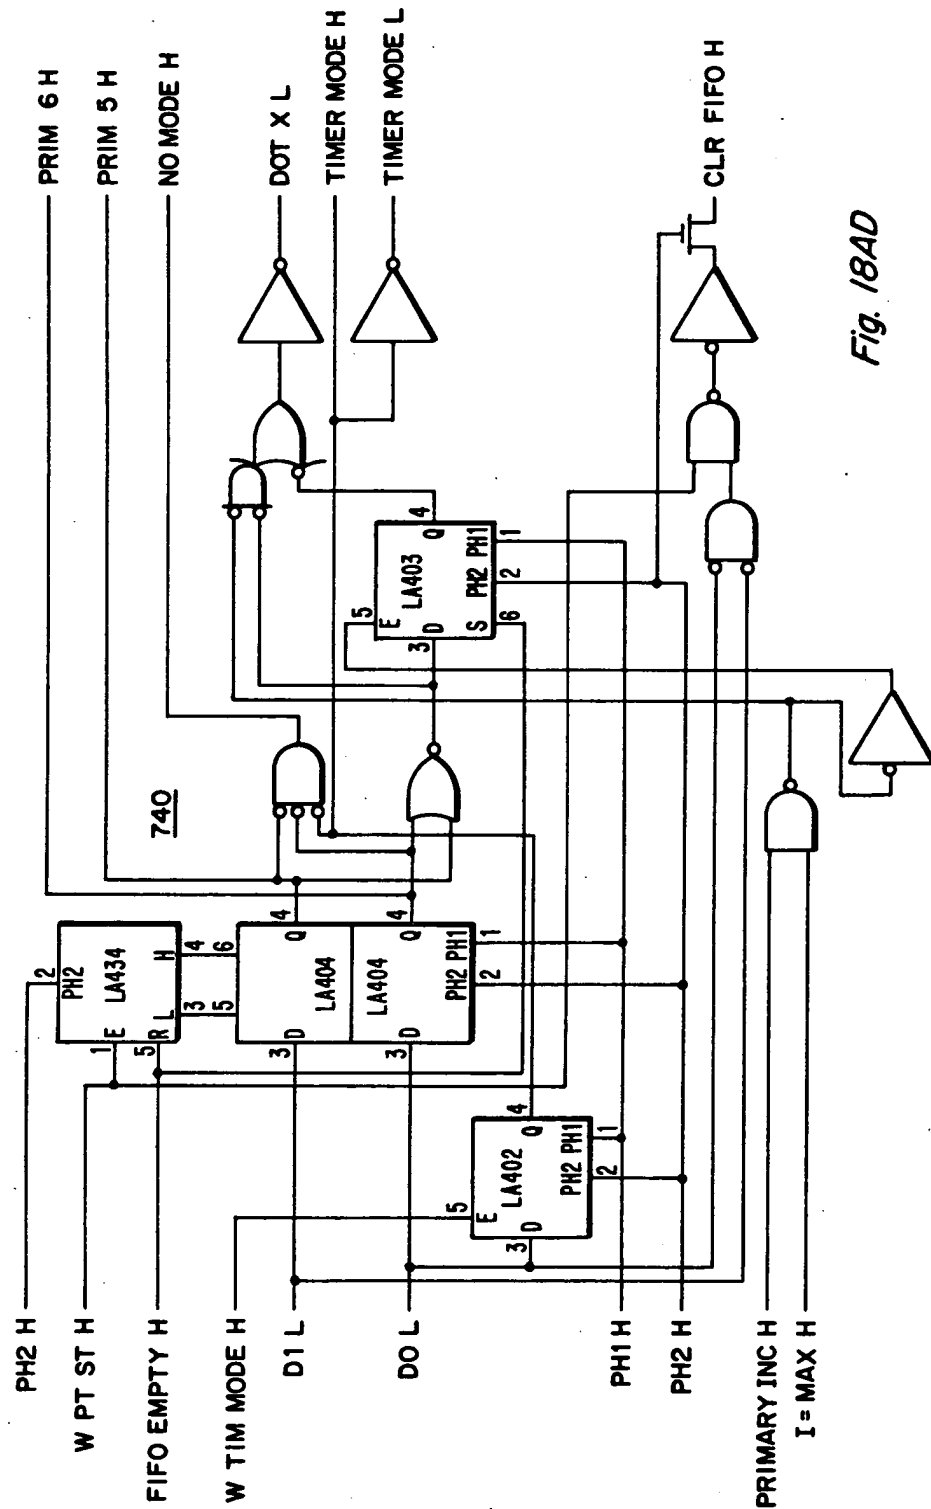 PRIM 6 H
PRIM 5 H
NO MODE H
DOT X L
TIMER MODE H
TIMER MODE L
CLR FIFO H
740
2
PH2
LA434
1 E
5 R L H
3 4
5 6
LA404
3 D Q 4
LA404
3 D Q 4
PH2 PH1
2 1
5
E
LA402
3 D Q 4
PH2 PH1
2 1
5
E
LA403
3 D Q 4
S PH2 PH1
6 2 1
PH2 H
W PT ST H
FIFO EMPTY H
W TIM MODE H
D1 L
D0 L
PH1 H
PH2 H
PRIMARY INC H
I = MAX H
Fig. 18AD